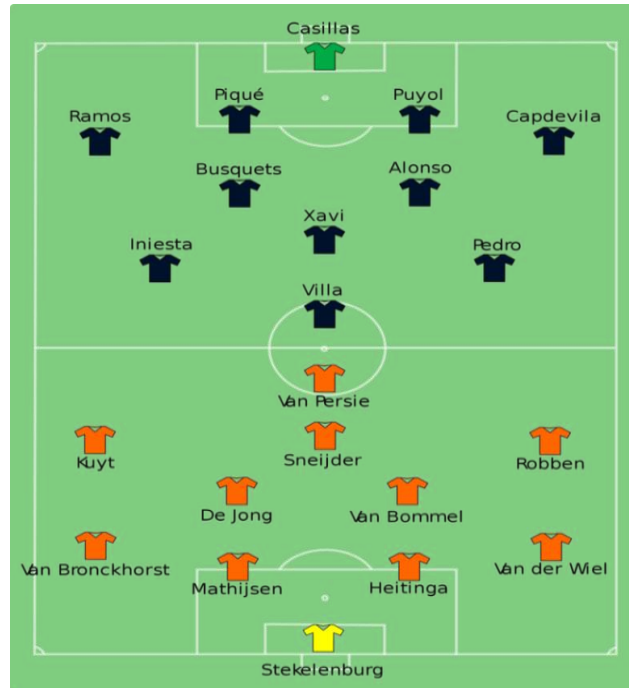 Casillas
Piqué Puyol
Ramos Capdevila
Busquets Alonso
Xavi
Iniesta Pedro
Villa
Van Persie
Kuyt Sneijder Robben
De Jong Van Bommel
Van Bronckhorst Van der Wiel
Mathijsen Heitinga
Stekelenburg